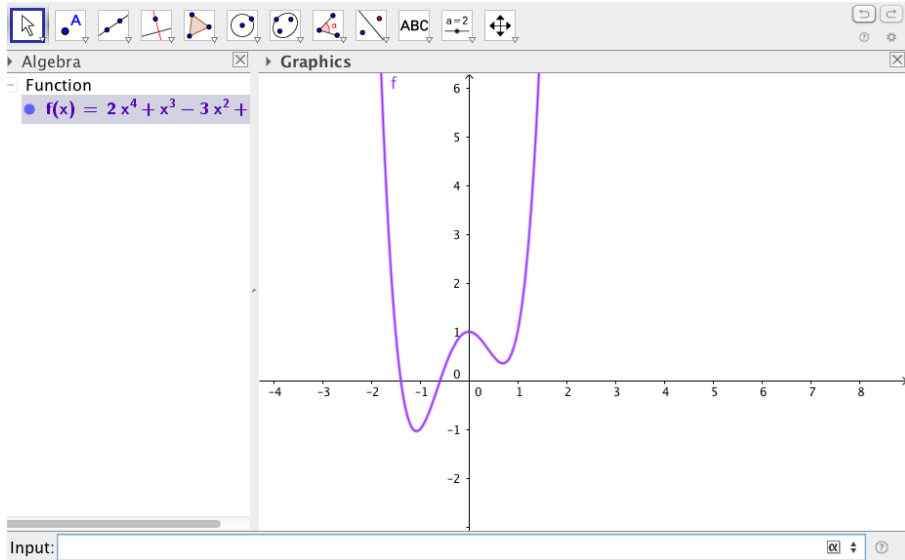 ABC
a=2
Algebra
Graphics
Function
f(x) = 2 x⁴ + x³ − 3 x² +
f
6
5
4
3
2
1
0
-4 -3 -2 -1 0 1 2 3 4 5 6 7 8
-1
-2
Input:
α